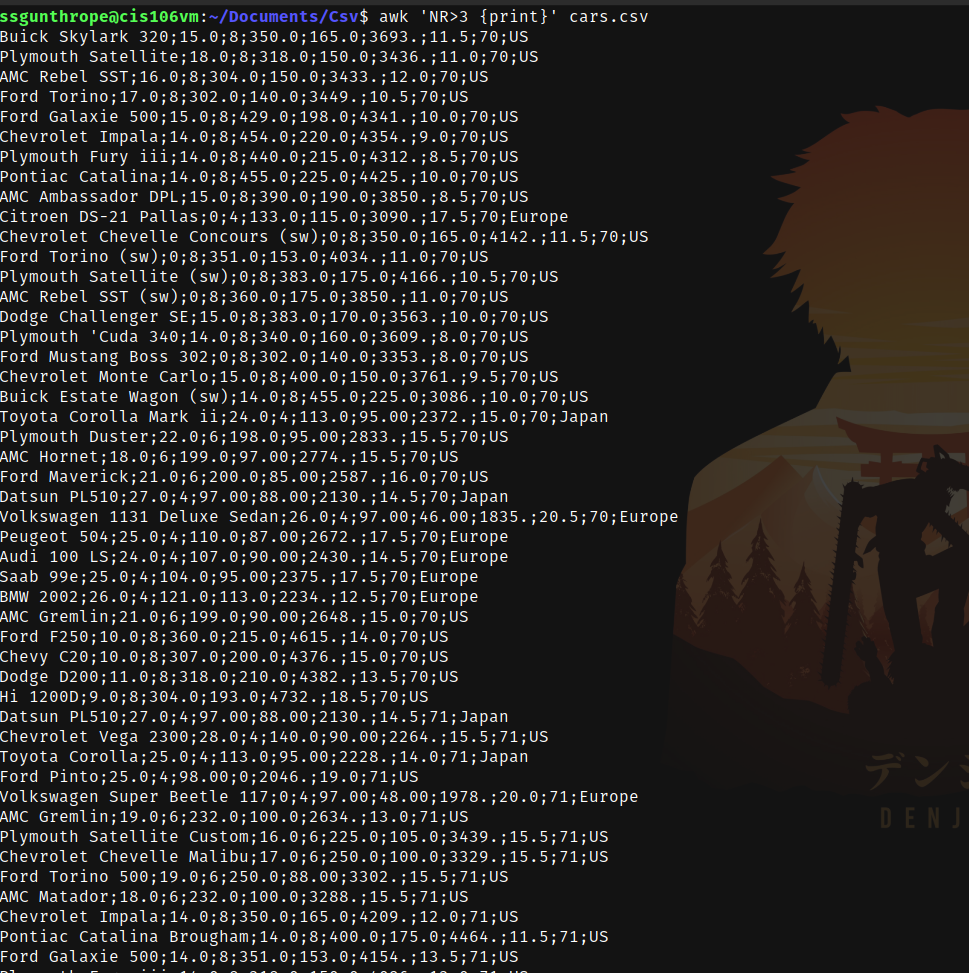 ssgunthrope@cis106vm:~/Documents/Csv$ awk 'NR>3 {print}' cars.csv
Buick Skylark 320;15.0;8;350.0;165.0;3693.;11.5;70;US
Plymouth Satellite;18.0;8;318.0;150.0;3436.;11.0;70;US
AMC Rebel SST;16.0;8;304.0;150.0;3433.;12.0;70;US
Ford Torino;17.0;8;302.0;140.0;3449.;10.5;70;US
Ford Galaxie 500;15.0;8;429.0;198.0;4341.;10.0;70;US
Chevrolet Impala;14.0;8;454.0;220.0;4354.;9.0;70;US
Plymouth Fury iii;14.0;8;440.0;215.0;4312.;8.5;70;US
Pontiac Catalina;14.0;8;455.0;225.0;4425.;10.0;70;US
AMC Ambassador DPL;15.0;8;390.0;190.0;3850.;8.5;70;US
Citroen DS-21 Pallas;0;4;133.0;115.0;3090.;17.5;70;Europe
Chevrolet Chevelle Concours (sw);0;8;350.0;165.0;4142.;11.5;70;US
Ford Torino (sw);0;8;351.0;153.0;4034.;11.0;70;US
Plymouth Satellite (sw);0;8;383.0;175.0;4166.;10.5;70;US
AMC Rebel SST (sw);0;8;360.0;175.0;3850.;11.0;70;US
Dodge Challenger SE;15.0;8;383.0;170.0;3563.;10.0;70;US
Plymouth 'Cuda 340;14.0;8;340.0;160.0;3609.;8.0;70;US
Ford Mustang Boss 302;0;8;302.0;140.0;3353.;8.0;70;US
Chevrolet Monte Carlo;15.0;8;400.0;150.0;3761.;9.5;70;US
Buick Estate Wagon (sw);14.0;8;455.0;225.0;3086.;10.0;70;US
Toyota Corolla Mark ii;24.0;4;113.0;95.00;2372.;15.0;70;Japan
Plymouth Duster;22.0;6;198.0;95.00;2833.;15.5;70;US
AMC Hornet;18.0;6;199.0;97.00;2774.;15.5;70;US
Ford Maverick;21.0;6;200.0;85.00;2587.;16.0;70;US
Datsun PL510;27.0;4;97.00;88.00;2130.;14.5;70;Japan
Volkswagen 1131 Deluxe Sedan;26.0;4;97.00;46.00;1835.;20.5;70;Europe
Peugeot 504;25.0;4;110.0;87.00;2672.;17.5;70;Europe
Audi 100 LS;24.0;4;107.0;90.00;2430.;14.5;70;Europe
Saab 99e;25.0;4;104.0;95.00;2375.;17.5;70;Europe
BMW 2002;26.0;4;121.0;113.0;2234.;12.5;70;Europe
AMC Gremlin;21.0;6;199.0;90.00;2648.;15.0;70;US
Ford F250;10.0;8;360.0;215.0;4615.;14.0;70;US
Chevy C20;10.0;8;307.0;200.0;4376.;15.0;70;US
Dodge D200;11.0;8;318.0;210.0;4382.;13.5;70;US
Hi 1200D;9.0;8;304.0;193.0;4732.;18.5;70;US
Datsun PL510;27.0;4;97.00;88.00;2130.;14.5;71;Japan
Chevrolet Vega 2300;28.0;4;140.0;90.00;2264.;15.5;71;US
Toyota Corolla;25.0;4;113.0;95.00;2228.;14.0;71;Japan
Ford Pinto;25.0;4;98.00;0;2046.;19.0;71;US
Volkswagen Super Beetle 117;0;4;97.00;48.00;1978.;20.0;71;Europe
AMC Gremlin;19.0;6;232.0;100.0;2634.;13.0;71;US
Plymouth Satellite Custom;16.0;6;225.0;105.0;3439.;15.5;71;US
Chevrolet Chevelle Malibu;17.0;6;250.0;100.0;3329.;15.5;71;US
Ford Torino 500;19.0;6;250.0;88.00;3302.;15.5;71;US
AMC Matador;18.0;6;232.0;100.0;3288.;15.5;71;US
Chevrolet Impala;14.0;8;350.0;165.0;4209.;12.0;71;US
Pontiac Catalina Brougham;14.0;8;400.0;175.0;4464.;11.5;71;US
Ford Galaxie 500;14.0;8;351.0;153.0;4154.;13.5;71;US
デン
DENJ